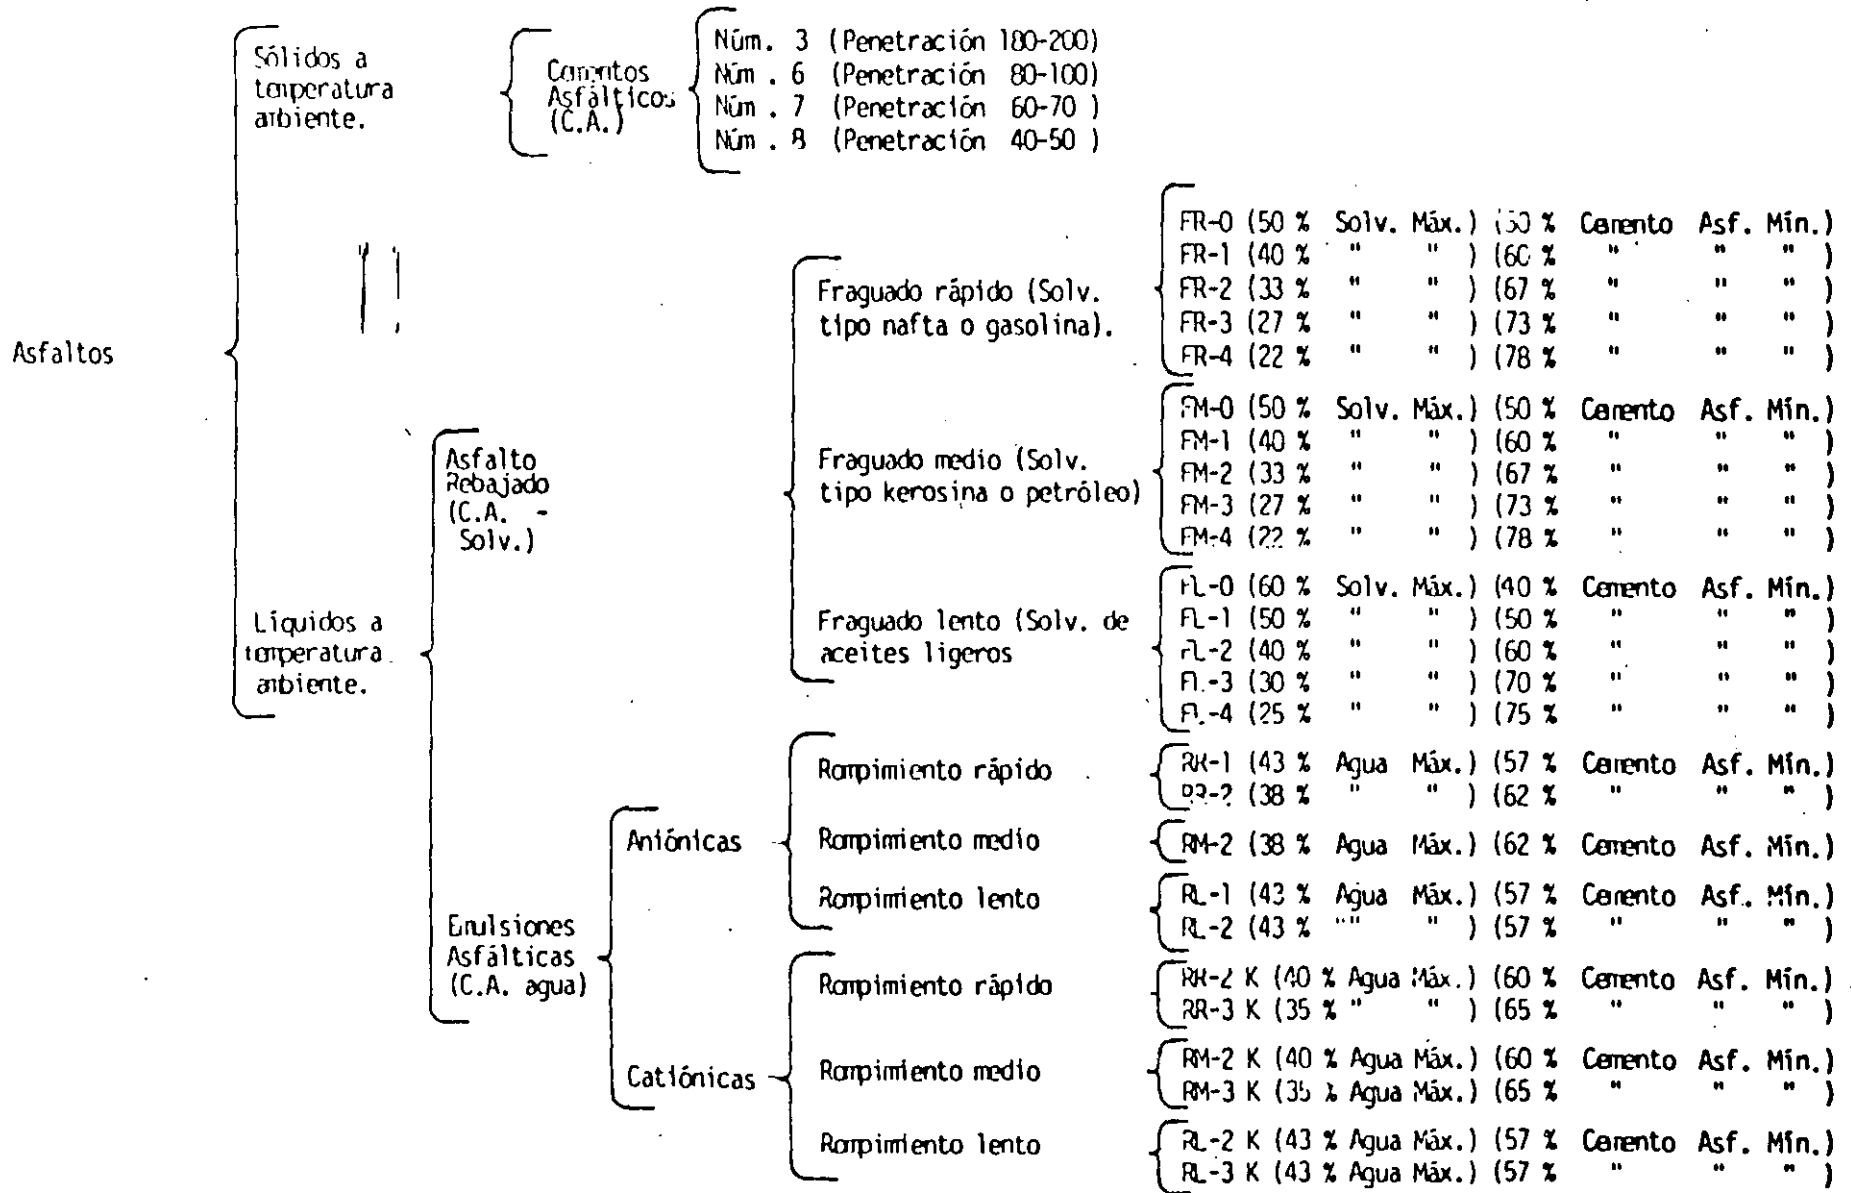 Asfaltos
Sólidos a
temperatura
ambiente.
Cementos
Asfálticos
(C.A.)
Núm. 3 (Penetración 180-200)
Núm . 6 (Penetración 80-100)
Núm . 7 (Penetración 60-70 )
Núm . 8 (Penetración 40-50 )
Líquidos a
temperatura
ambiente.
Asfalto
Rebajado
(C.A. -
Solv.)
Fraguado rápido (Solv.
tipo nafta o gasolina).
FR-0 (50 % Solv. Máx.) (50 % Cemento Asf. Mín.)
FR-1 (40 % " " ) (60 % " " " )
FR-2 (33 % " " ) (67 % " " " )
FR-3 (27 % " " ) (73 % " " " )
FR-4 (22 % " " ) (78 % " " " )
Fraguado medio (Solv.
tipo kerosina o petróleo)
FM-0 (50 % Solv. Máx.) (50 % Cemento Asf. Mín.)
FM-1 (40 % " " ) (60 % " " " )
FM-2 (33 % " " ) (67 % " " " )
FM-3 (27 % " " ) (73 % " " " )
FM-4 (22 % " " ) (78 % " " " )
Fraguado lento (Solv. de
aceites ligeros
FL-0 (60 % Solv. Máx.) (40 % Cemento Asf. Mín.)
FL-1 (50 % " " ) (50 % " " " )
FL-2 (40 % " " ) (60 % " " " )
FL-3 (30 % " " ) (70 % " " " )
FL-4 (25 % " " ) (75 % " " " )
Emulsiones
Asfálticas
(C.A. agua)
Aniónicas
Rompimiento rápido
RR-1 (43 % Agua Máx.) (57 % Cemento Asf. Mín.)
RR-2 (38 % " " ) (62 % " " " )
Rompimiento medio
RM-2 (38 % Agua Máx.) (62 % Cemento Asf. Mín.)
Rompimiento lento
RL-1 (43 % Agua Máx.) (57 % Cemento Asf. Mín.)
RL-2 (43 % "" " ) (57 % " " " )
Catiónicas
Rompimiento rápido
RR-2 K (40 % Agua Máx.) (60 % Cemento Asf. Mín.)
RR-3 K (35 % " " ) (65 % " " " )
Rompimiento medio
RM-2 K (40 % Agua Máx.) (60 % Cemento Asf. Mín.)
RM-3 K (35 % Agua Máx.) (65 % " " " )
Rompimiento lento
RL-2 K (43 % Agua Máx.) (57 % Cemento Asf. Mín.)
RL-3 K (43 % Agua Máx.) (57 % " " " )